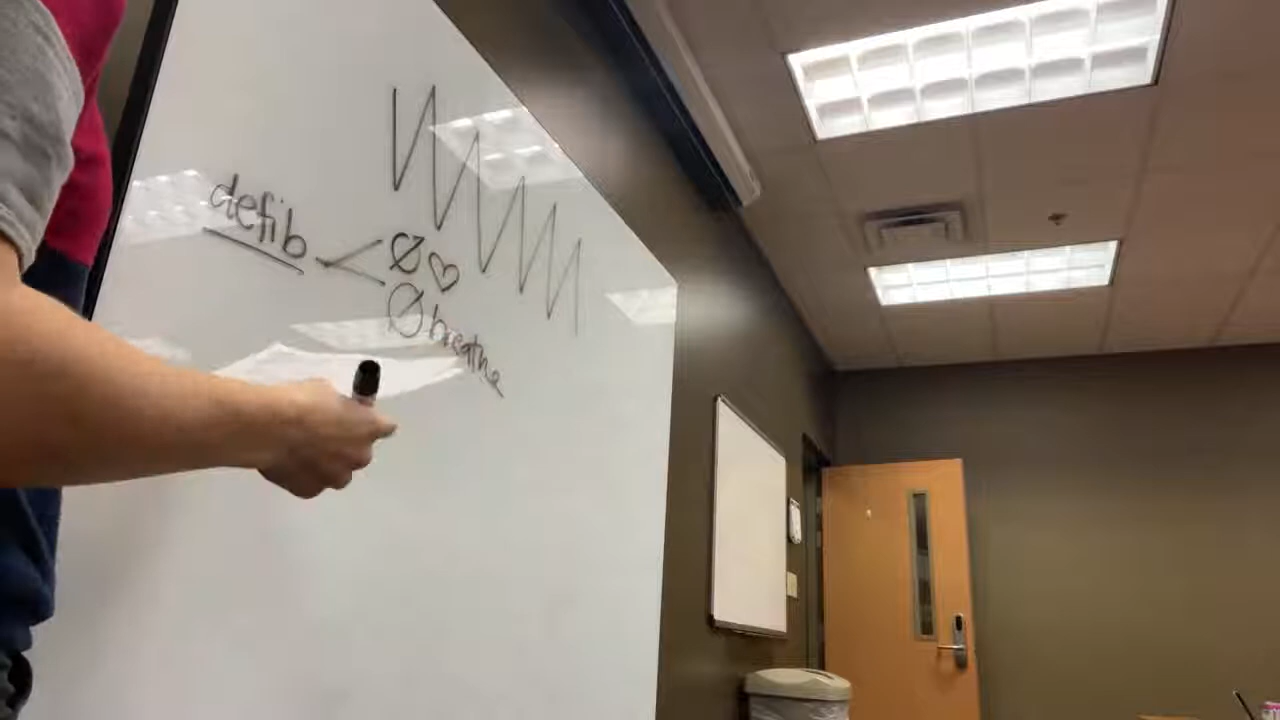 defib < Ø ♡
Ø breathe